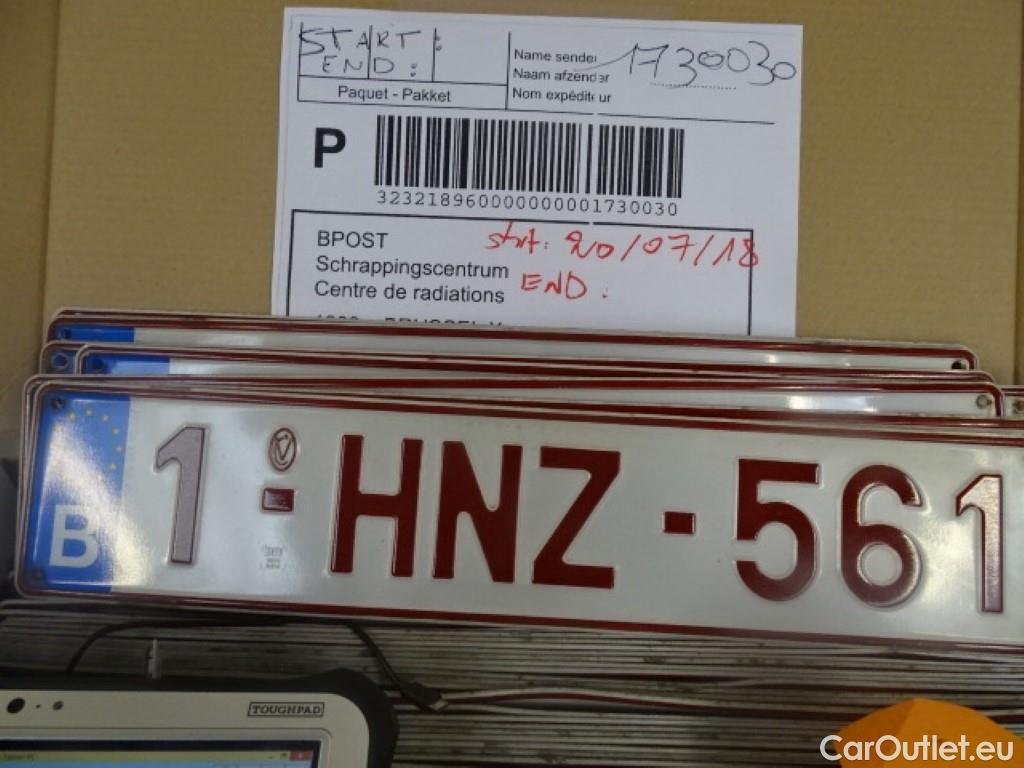 START :
END :
Paquet - Pakket
Name sender
Naam afzender
Nom expéditeur
1730030
P
323218960000000001730030
BPOST
Schrappingscentrum
Centre de radiations
start: 20/07/18
END :
B
1-HNZ-561
TOUGHPAD
CarOutlet.eu